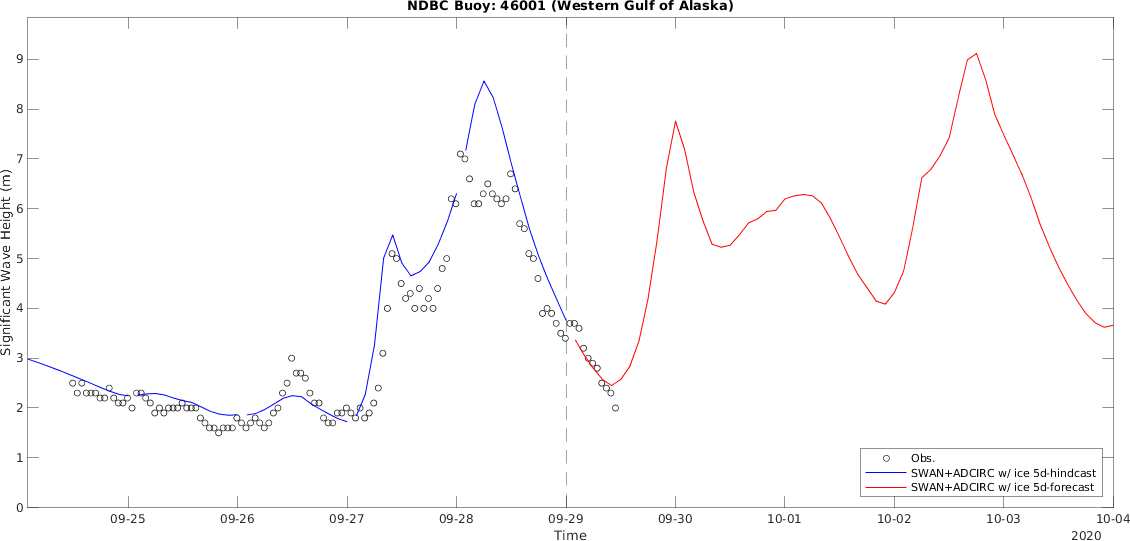 NDBC Buoy: 46001 (Western Gulf of Alaska)
Significant Wave Height (m)
9
8
7
6
5
4
3
2
1
0
Obs.
SWAN+ADCIRC w/ ice 5d-hindcast
SWAN+ADCIRC w/ ice 5d-forecast
09-25 09-26 09-27 09-28 09-29 09-30 10-01 10-02 10-03 10-04
Time
2020